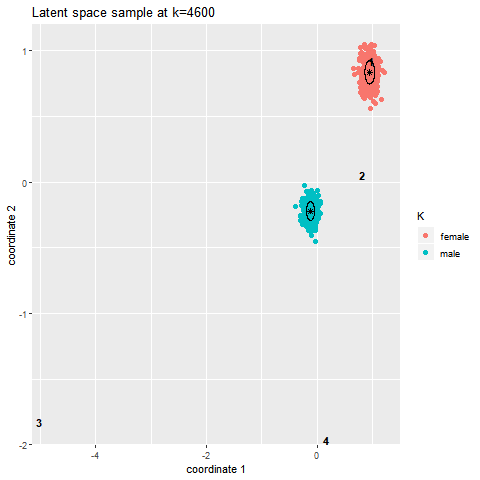 Latent space sample at k=4600
1
1
2
0
coordinate 2
K
female
male
-1
3
4
-2
-4
-2
0
coordinate 1